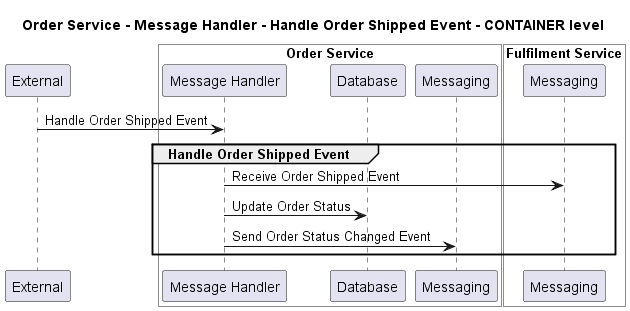 Order Service - Message Handler - Handle Order Shipped Event - CONTAINER level
Order Service
Fulfilment Service
External
Message Handler
Database
Messaging
Messaging
Handle Order Shipped Event
Handle Order Shipped Event
Receive Order Shipped Event
Update Order Status
Send Order Status Changed Event
External
Message Handler
Database
Messaging
Messaging